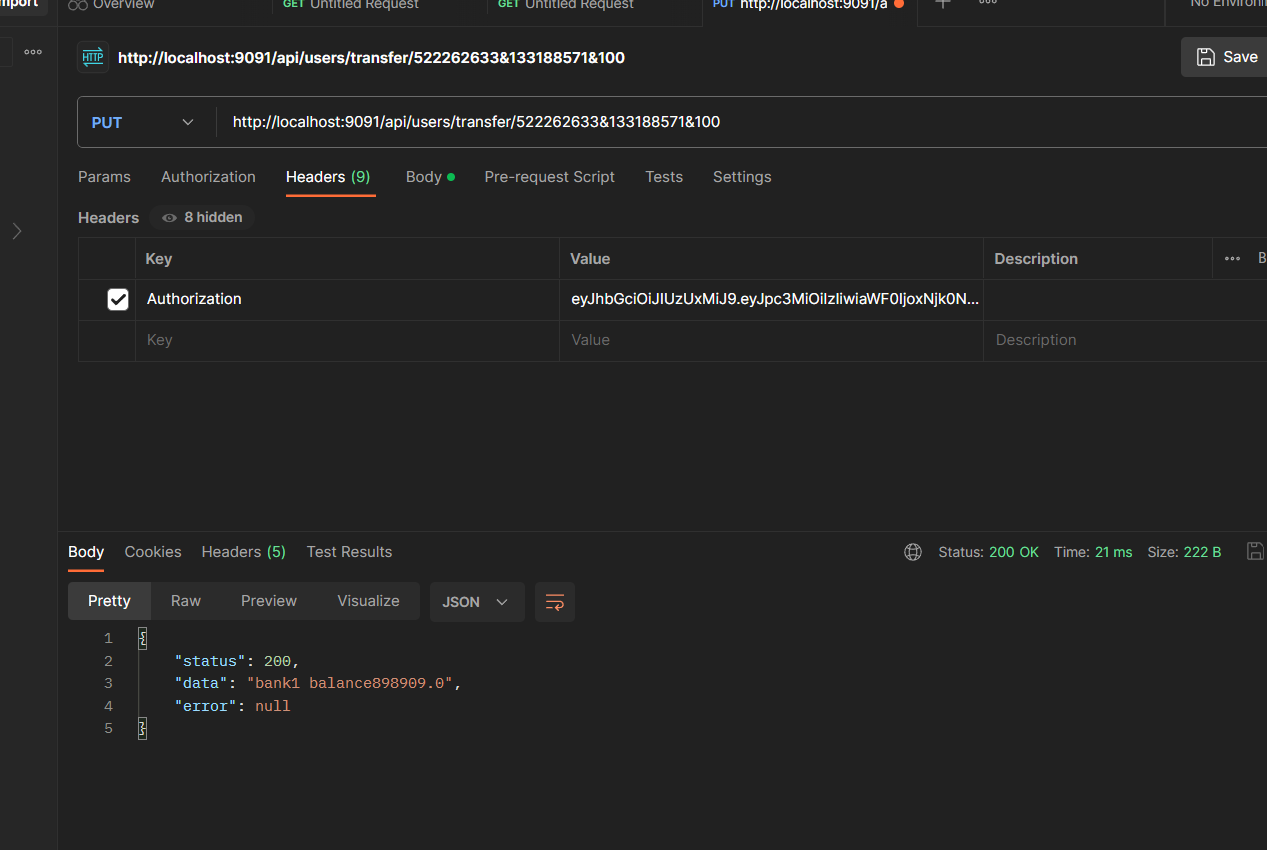 mport
Overview
GET Untitled Request
GET Untitled Request
PUT http://localhost:9091/a
No Environ
HTTP http://localhost:9091/api/users/transfer/522262633&133188571&100
Save
PUT http://localhost:9091/api/users/transfer/522262633&133188571&100
Params Authorization Headers (9) Body Pre-request Script Tests Settings
Headers 8 hidden
Key Value Description B
Authorization eyJhbGciOiJIUzUxMiJ9.eyJpc3MiOiIzIiwiaWF0IjoxNjk0N...
Key Value Description
Body Cookies Headers (5) Test Results Status: 200 OK Time: 21 ms Size: 222 B
Pretty Raw Preview Visualize JSON
1 {
2 "status": 200,
3 "data": "bank1 balance898909.0",
4 "error": null
5 }